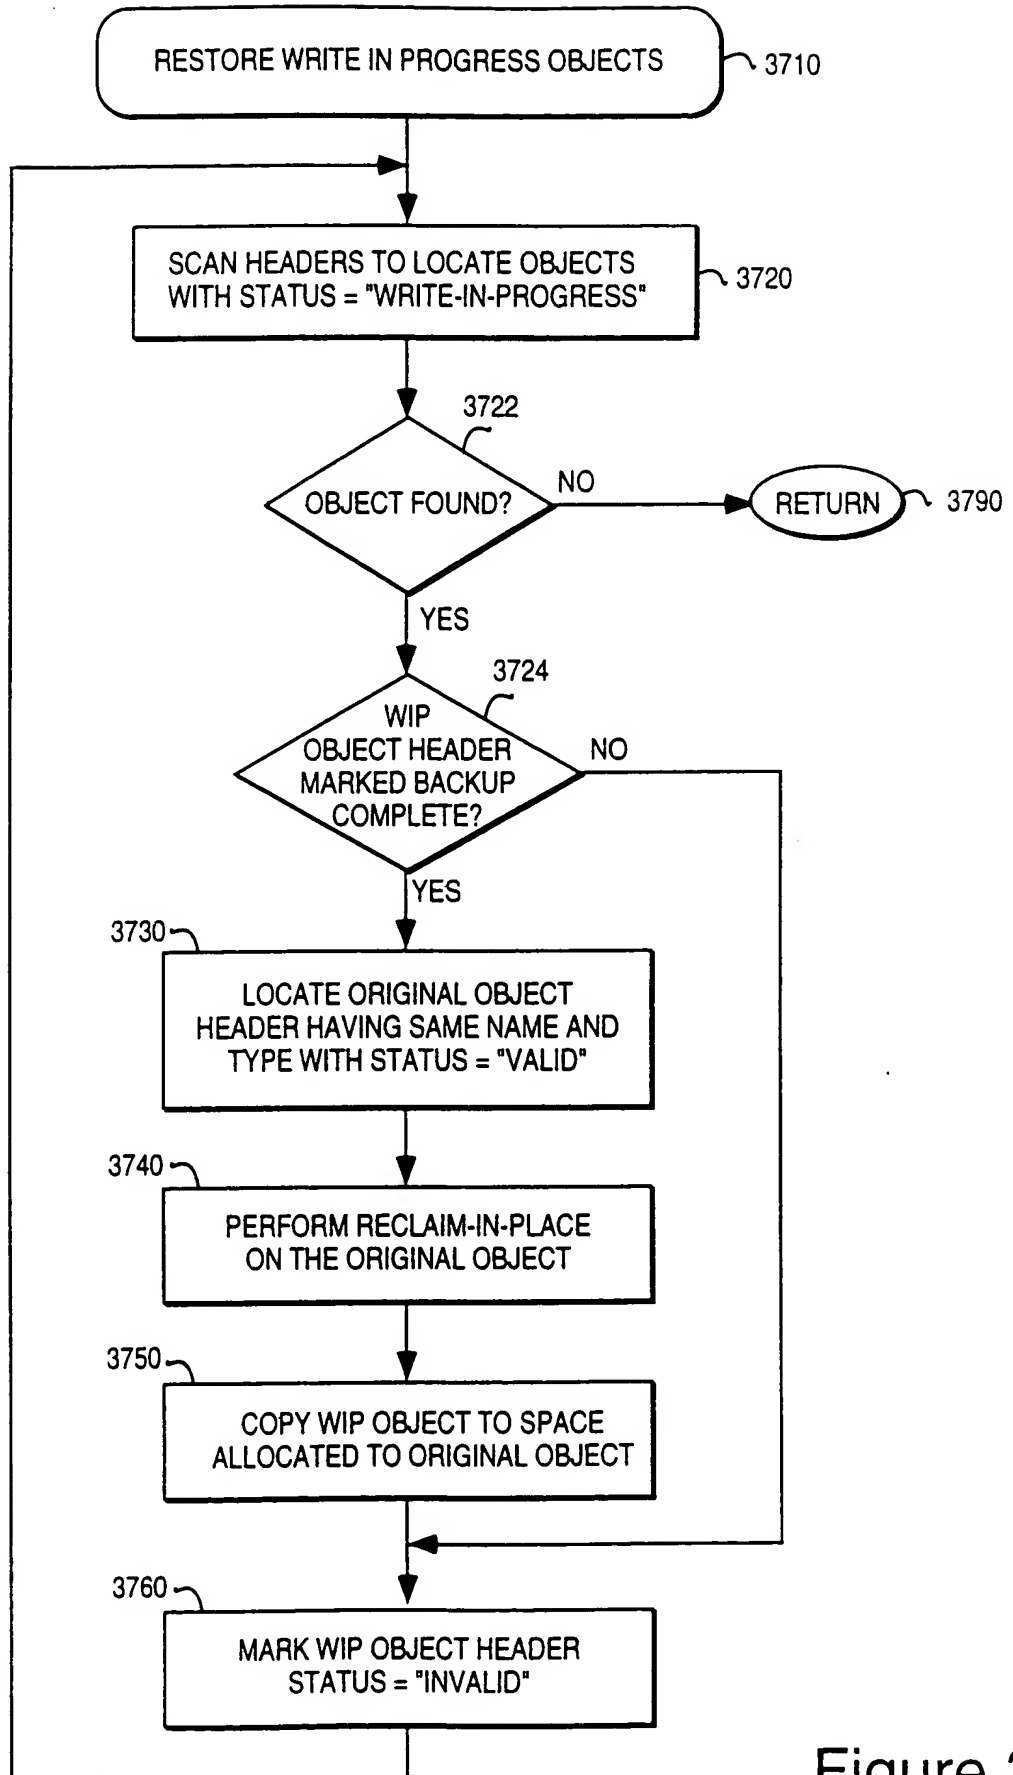 RESTORE WRITE IN PROGRESS OBJECTS
3710
SCAN HEADERS TO LOCATE OBJECTS
WITH STATUS = "WRITE-IN-PROGRESS"
3720
3722
OBJECT FOUND?
NO
RETURN
3790
YES
3724
WIP
OBJECT HEADER
MARKED BACKUP
COMPLETE?
NO
YES
3730
LOCATE ORIGINAL OBJECT
HEADER HAVING SAME NAME AND
TYPE WITH STATUS = "VALID"
3740
PERFORM RECLAIM-IN-PLACE
ON THE ORIGINAL OBJECT
3750
COPY WIP OBJECT TO SPACE
ALLOCATED TO ORIGINAL OBJECT
3760
MARK WIP OBJECT HEADER
STATUS = "INVALID"
Figure